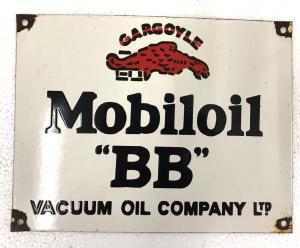 GARGOYLE
Mobiloil
"BB"
VACUUM OIL COMPANY LTD